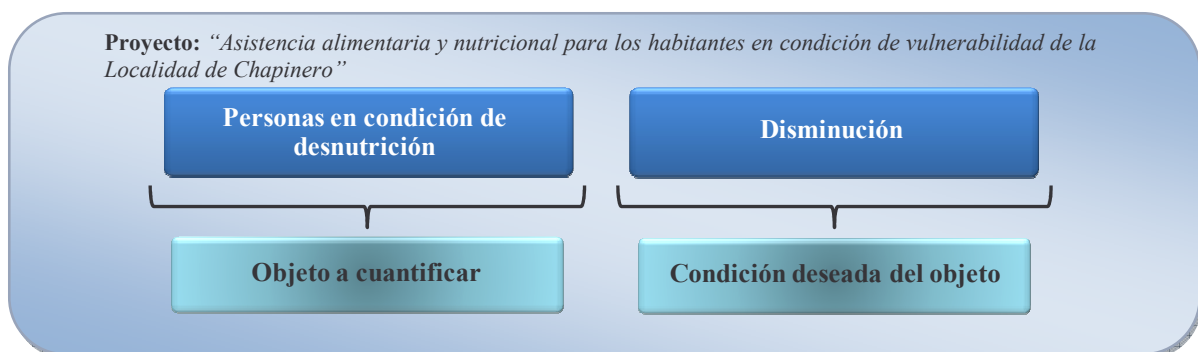 Proyecto: “Asistencia alimentaria y nutricional para los habitantes en condición de vulnerabilidad de la
Localidad de Chapinero”
Personas en condición de
desnutrición
Disminución
Objeto a cuantificar
Condición deseada del objeto